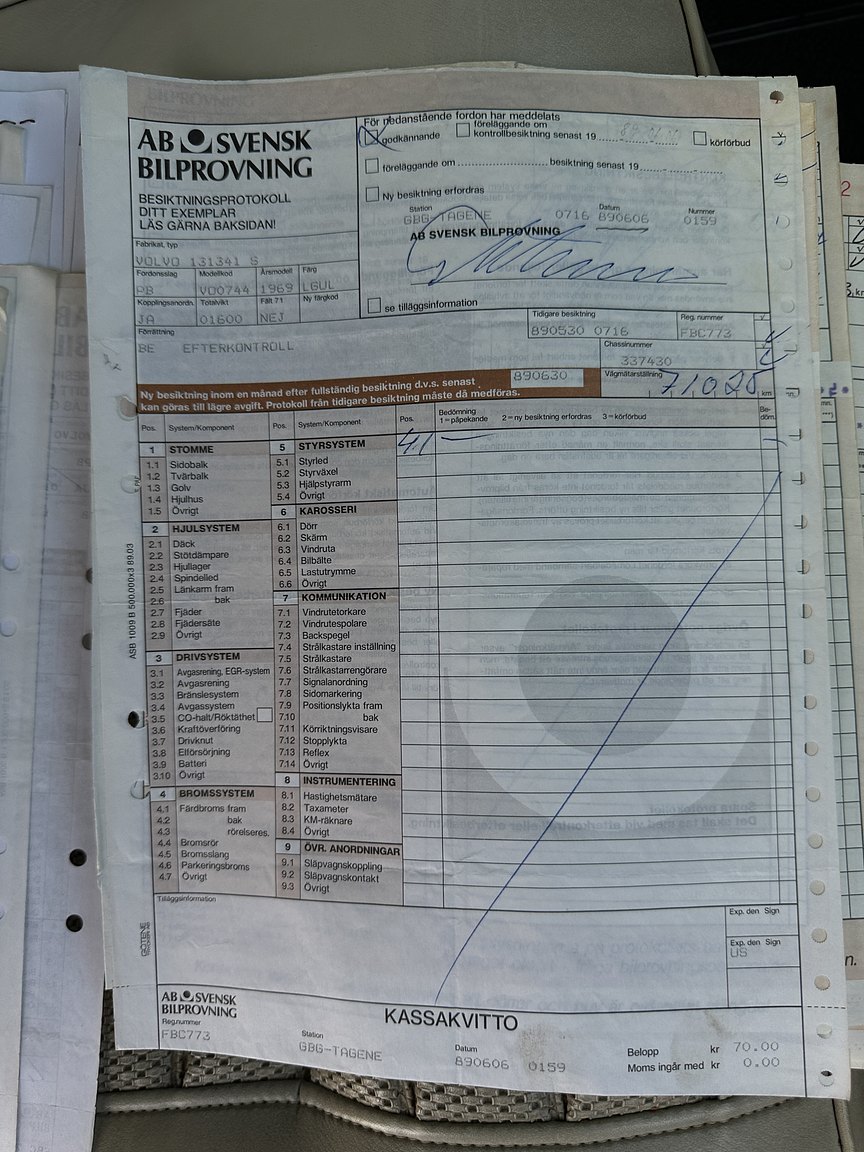 AB SVENSK
BILPROVNING
BESIKTNINGSPROTOKOLL
DITT EXEMPLAR
LÄS GÄRNA BAKSIDAN!
För nedanstående fordon har meddelats
godkännande
föreläggande om
kontrollbesiktning senast 19
körförbud
föreläggande om
besiktning senast 19
Ny besiktning erfordras
Station Datum Nummer
GBG-TAGENE 0716 890606 0159
AB SVENSK BILPROVNING
se tilläggsinformation
Fabrikat, typ
VOLVO 131341 S
Fordonsslag Modellkod Årsmodell Färg
PB VO0744 1969 LGUL
Kopplingsanordn. Totalvikt Fält 71 Ny färgkod
JA 01600 NEJ
Förrättning
BE EFTERKONTROLL
Tidigare besiktning Reg. nummer
890530 0716 FBC773
Chassinummer
337430
Vägmätarställning
71025 km
Ny besiktning inom en månad efter fullständig besiktning d.v.s. senast 890630
kan göras till lägre avgift. Protokoll från tidigare besiktning måste då medföras.
Pos. System/Komponent Pos. System/Komponent Pos. Bedömning
1 = påpekande 2 = ny besiktning erfordras 3 = körförbud
Be-
döm.
4.1
1 STOMME
1.1 Sidobalk
1.2 Tvärbalk
1.3 Golv
1.4 Hjulhus
1.5 Övrigt
2 HJULSYSTEM
2.1 Däck
2.2 Stötdämpare
2.3 Hjullager
2.4 Spindelled
2.5 Länkarm fram
2.6 bak
2.7 Fjäder
2.8 Fjädersäte
2.9 Övrigt
3 DRIVSYSTEM
3.1 Avgasrening, EGR-system
3.2 Avgasrening
3.3 Bränslesystem
3.4 Avgassystem
3.5 CO-halt/Röktäthet
3.6 Kraftöverföring
3.7 Drivknut
3.8 Elförsörjning
3.9 Batteri
3.10 Övrigt
4 BROMSSYSTEM
4.1 Färdbroms fram
4.2 bak
4.3 rörelseres.
4.4 Bromsrör
4.5 Bromsslang
4.6 Parkeringsbroms
4.7 Övrigt
5 STYRSYSTEM
5.1 Styrled
5.2 Styrväxel
5.3 Hjälpstyrarm
5.4 Övrigt
6 KAROSSERI
6.1 Dörr
6.2 Skärm
6.3 Vindruta
6.4 Bilbälte
6.5 Lastutrymme
6.6 Övrigt
7 KOMMUNIKATION
7.1 Vindrutetorkare
7.2 Vindrutespolare
7.3 Backspegel
7.4 Strålkastare inställning
7.5 Strålkastare
7.6 Strålkastarrengörare
7.7 Signalanordning
7.8 Sidomarkering
7.9 Positionslykta fram
7.10 bak
7.11 Körriktningsvisare
7.12 Stopplykta
7.13 Reflex
7.14 Övrigt
8 INSTRUMENTERING
8.1 Hastighetsmätare
8.2 Taxameter
8.3 KM-räknare
8.4 Övrigt
9 ÖVR. ANORDNINGAR
9.1 Släpvagnskoppling
9.2 Släpvagnskontakt
9.3 Övrigt
ASB 1009 B 500.000x3 89.03
Tilläggsinformation
Exp. den Sign
Exp. den Sign
US
AB SVENSK
BILPROVNING
KASSAKVITTO
Reg.nummer
FBC773
Station
GBG-TAGENE
Datum
890606 0159
Belopp kr 70.00
Moms ingår med kr 0.00